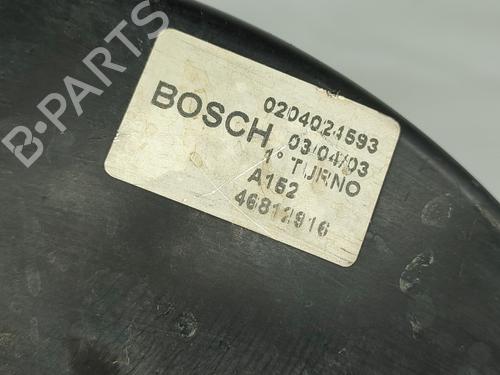 BOSCH
0204024593
03/04/03
1° TURNO
A152
46812916
B-PARTS